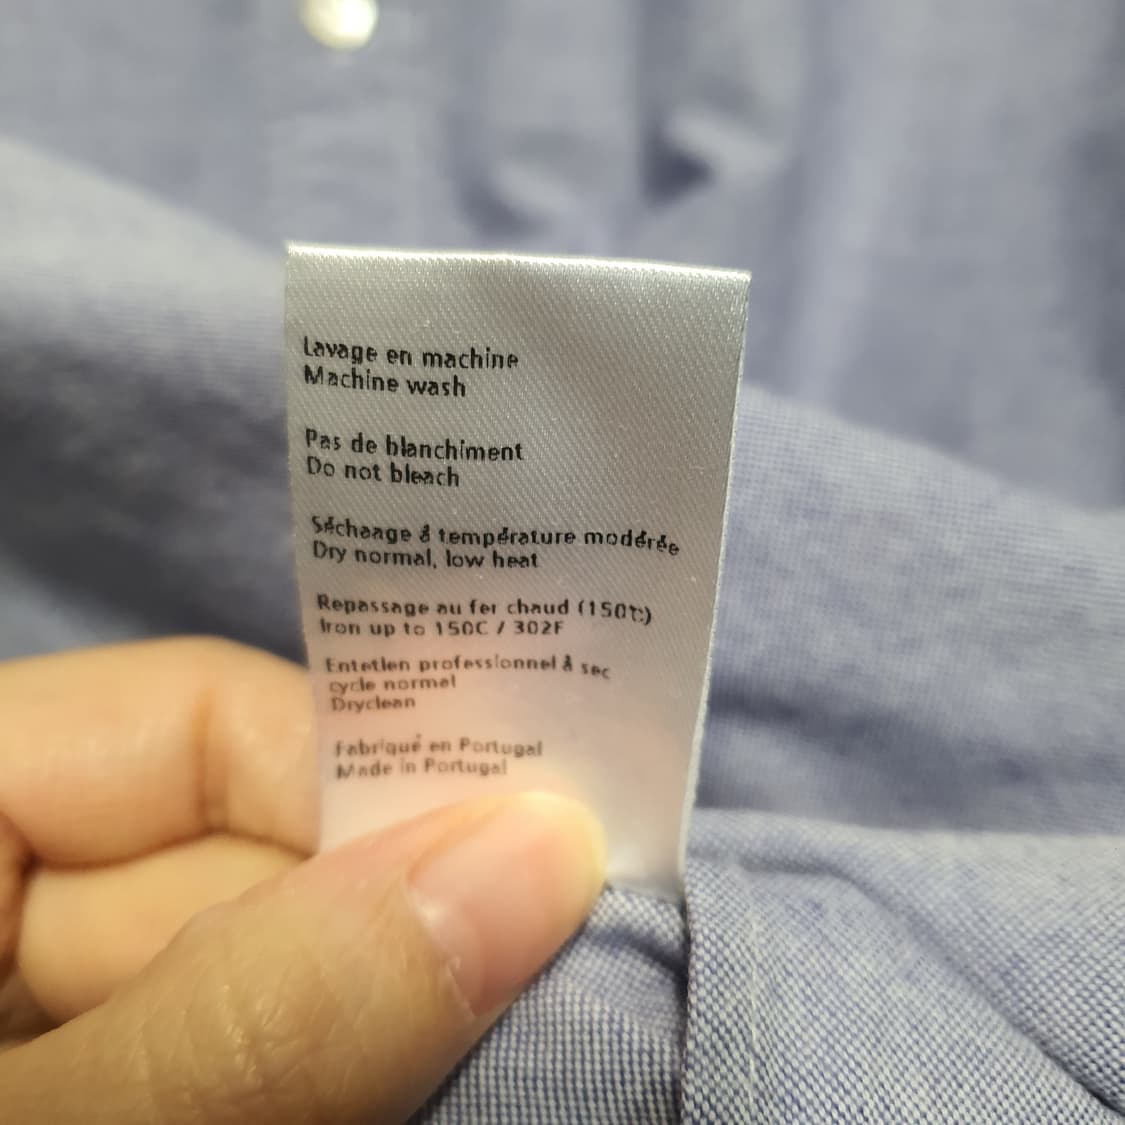 Lavage en machine
Machine wash
Pas de blanchiment
Do not bleach
Séchaage á température modérée
Dry normal, low heat
Repassage au fer chaud (150℃)
Iron up to 150C / 302F
Entetlen professionnel à sec
cycle normal
Dryclean
Fabriqué en Portugal
Made in Portugal